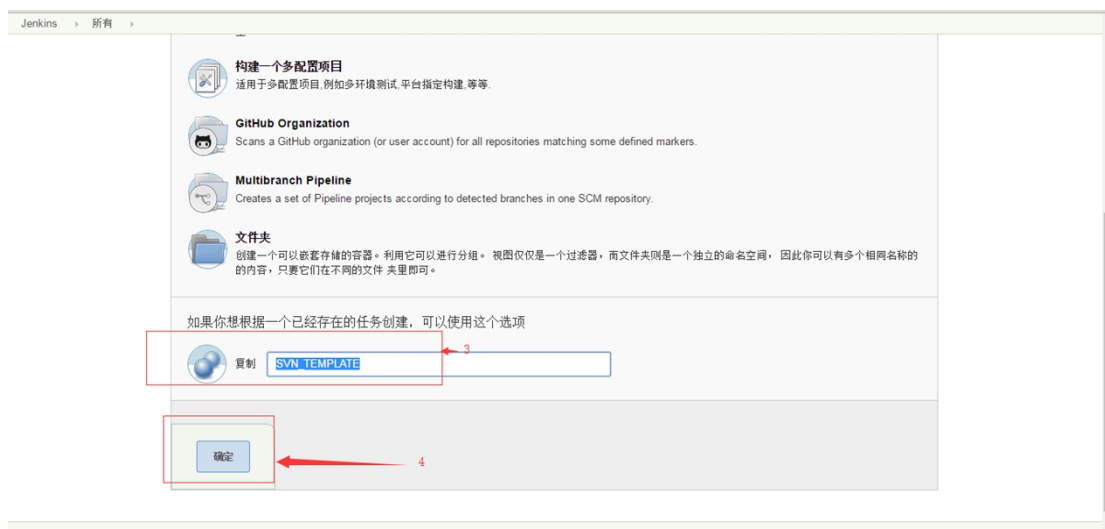 Jenkins › 所有 ›
构建一个多配置项目
适用于多配置项目,例如多环境测试,平台指定构建,等等.
GitHub Organization
Scans a GitHub organization (or user account) for all repositories matching some defined markers.
Multibranch Pipeline
Creates a set of Pipeline projects according to detected branches in one SCM repository.
文件夹
创建一个可以嵌套存储的容器。利用它可以进行分组。 视图仅仅是一个过滤器，而文件夹则是一个独立的命名空间， 因此你可以有多个相同名称的
的内容，只要它们在不同的文件 夹里即可。
如果你想根据一个已经存在的任务创建，可以使用这个选项
3
复制 SVN_TEMPLATE
确定
4